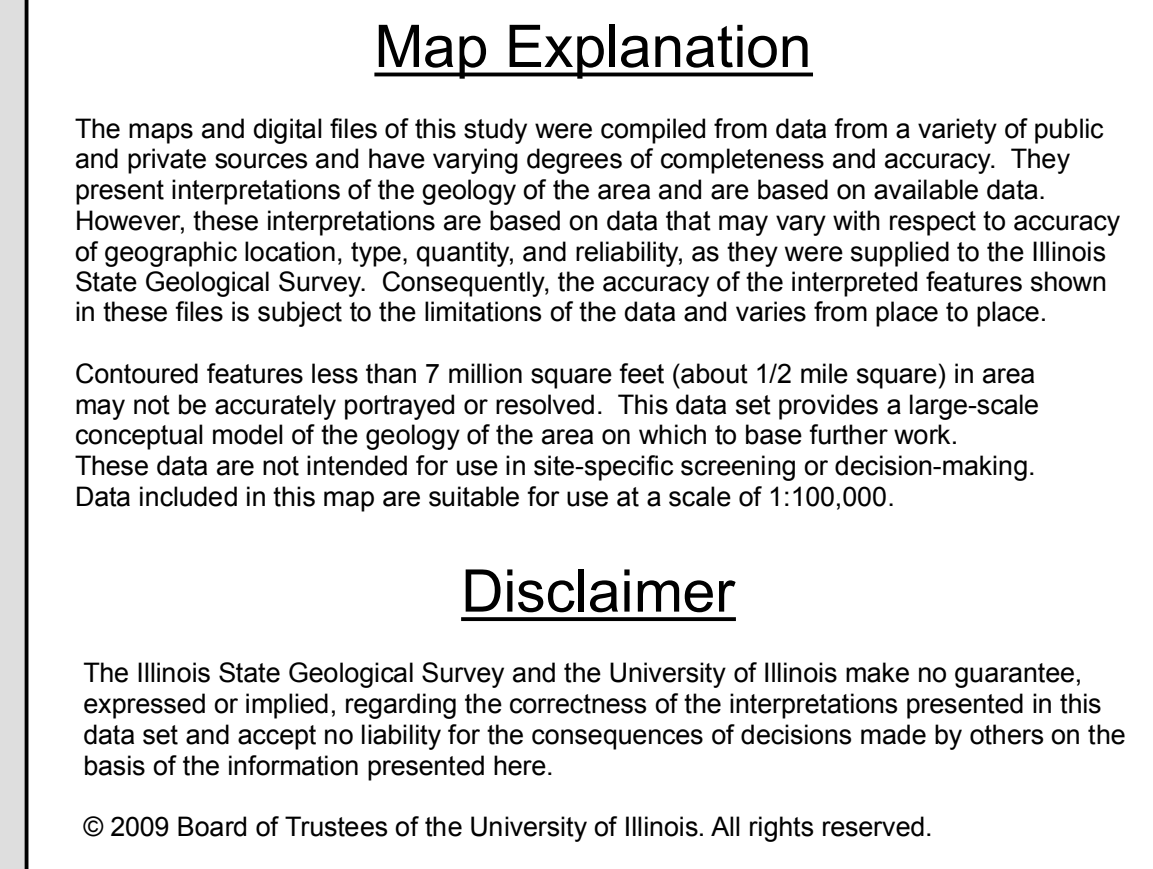 Map Explanation
The maps and digital files of this study were compiled from data from a variety of public
and private sources and have varying degrees of completeness and accuracy.  They
present interpretations of the geology of the area and are based on available data.
However, these interpretations are based on data that may vary with respect to accuracy
of geographic location, type, quantity, and reliability, as they were supplied to the Illinois
State Geological Survey.  Consequently, the accuracy of the interpreted features shown
in these files is subject to the limitations of the data and varies from place to place.
Contoured features less than 7 million square feet (about 1/2 mile square) in area
may not be accurately portrayed or resolved.  This data set provides a large-scale
conceptual model of the geology of the area on which to base further work.
These data are not intended for use in site-specific screening or decision-making.
Data included in this map are suitable for use at a scale of 1:100,000.
Disclaimer
The Illinois State Geological Survey and the University of Illinois make no guarantee,
expressed or implied, regarding the correctness of the interpretations presented in this
data set and accept no liability for the consequences of decisions made by others on the
basis of the information presented here.
© 2009 Board of Trustees of the University of Illinois. All rights reserved.